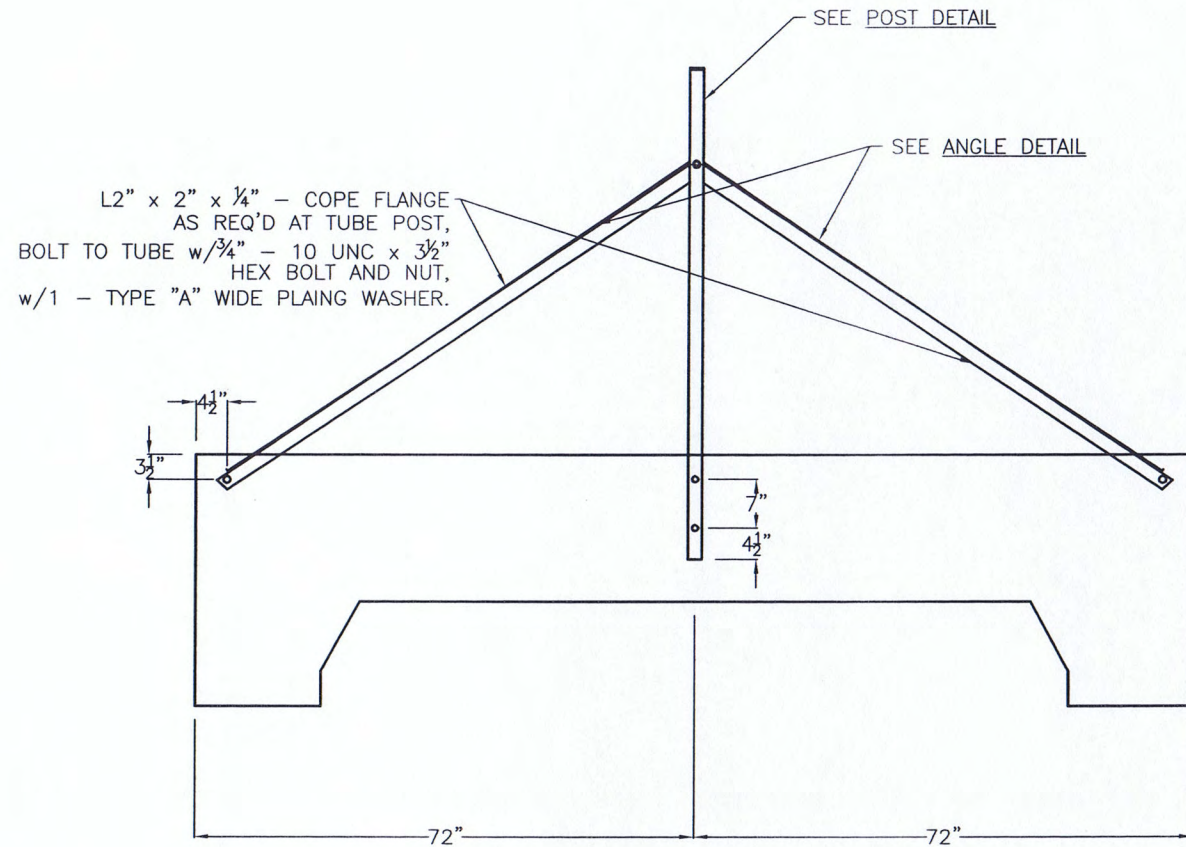 SEE POST DETAIL
SEE ANGLE DETAIL
L2" x 2" x ¼" – COPE FLANGE
AS REQ'D AT TUBE POST,
BOLT TO TUBE w/¾" – 10 UNC x 3½"
HEX BOLT AND NUT,
w/1 – TYPE "A" WIDE PLAING WASHER.
4½"
3½"
7"
4½"
72"
72"